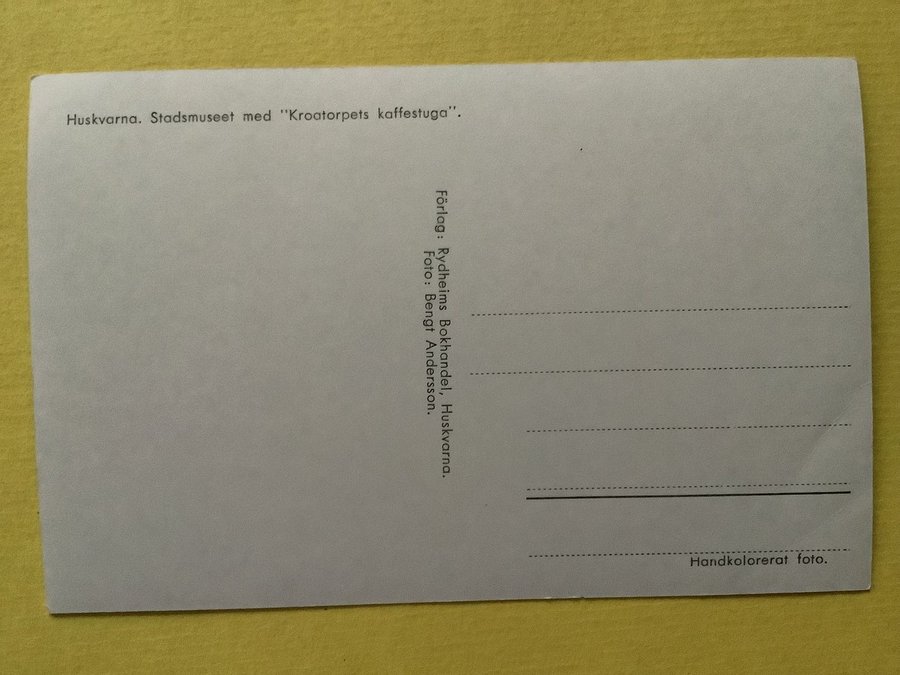 Huskvarna. Stadsmuseet med "Kroatorpets kaffestuga".
Förlag: Rydheims Bokhandel, Huskvarna.
Foto: Bengt Andersson.
Handkolorerat foto.